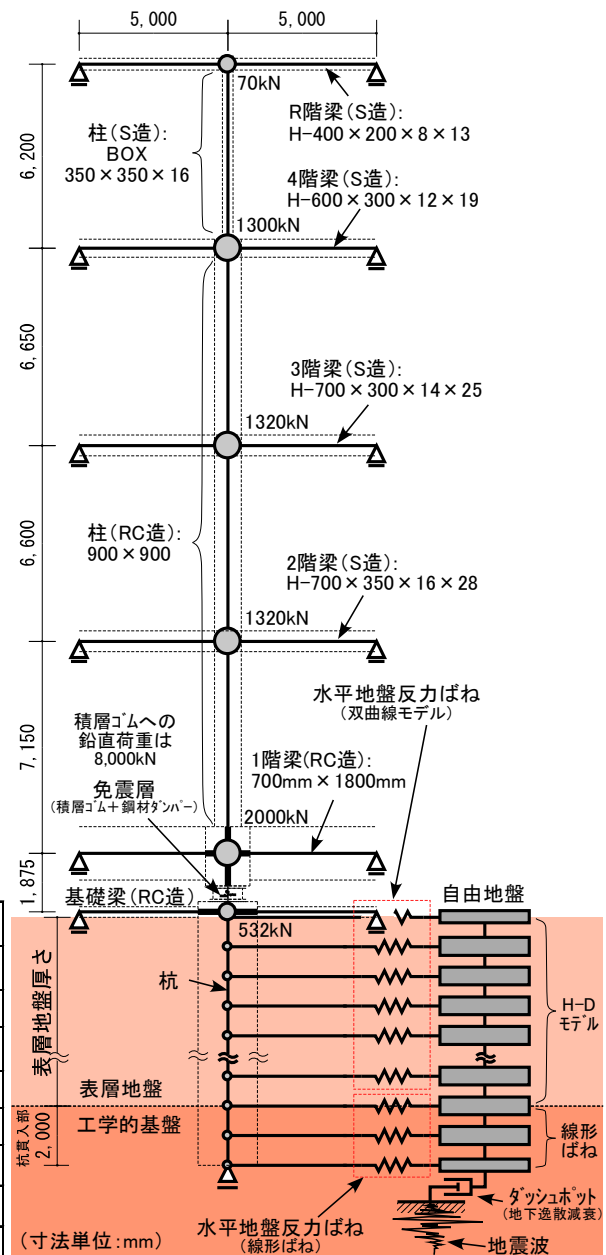 5,000
5,000
70kN
R階梁(S造):
H-400×200×8×13
6,200
柱(S造):
BOX
350×350×16
4階梁(S造):
H-600×300×12×19
1300kN
6,650
3階梁(S造):
H-700×300×14×25
1320kN
6,600
柱(RC造):
900×900
2階梁(S造):
H-700×350×16×28
1320kN
水平地盤反力ばね
(双曲線モデル)
7,150
積層ゴムへの
鉛直荷重は
8,000kN
1階梁(RC造):
700mm×1800mm
免震層
(積層ゴム+鋼材ダンパー)
2000kN
1,875
基礎梁(RC造)
自由地盤
532kN
杭
表層地盤厚さ
H-D
モデル
表層地盤
工学的基盤
杭貫入部
2,000
線形
ばね
ダッシュポット
(地下逸散減衰)
水平地盤反力ばね
(線形ばね)
地震波
(寸法単位:mm)